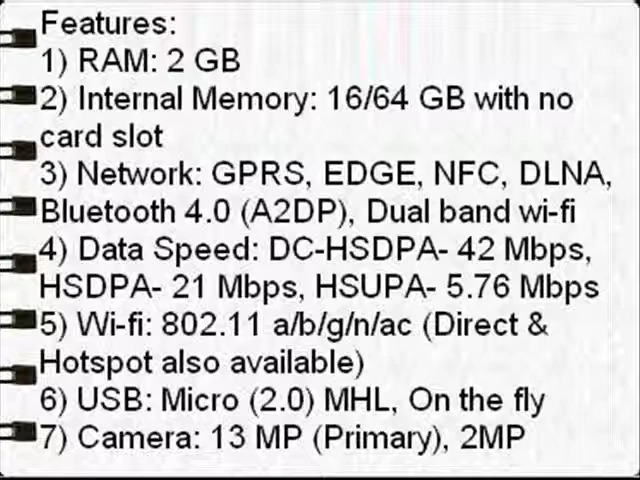 Features:
1) RAM: 2 GB
2) Internal Memory: 16/64 GB with no
card slot
3) Network: GPRS, EDGE, NFC, DLNA,
Bluetooth 4.0 (A2DP), Dual band wi-fi
4) Data Speed: DC-HSDPA- 42 Mbps,
HSDPA- 21 Mbps, HSUPA- 5.76 Mbps
5) Wi-fi: 802.11 a/b/g/n/ac (Direct &
Hotspot also available)
6) USB: Micro (2.0) MHL, On the fly
7) Camera: 13 MP (Primary), 2MP